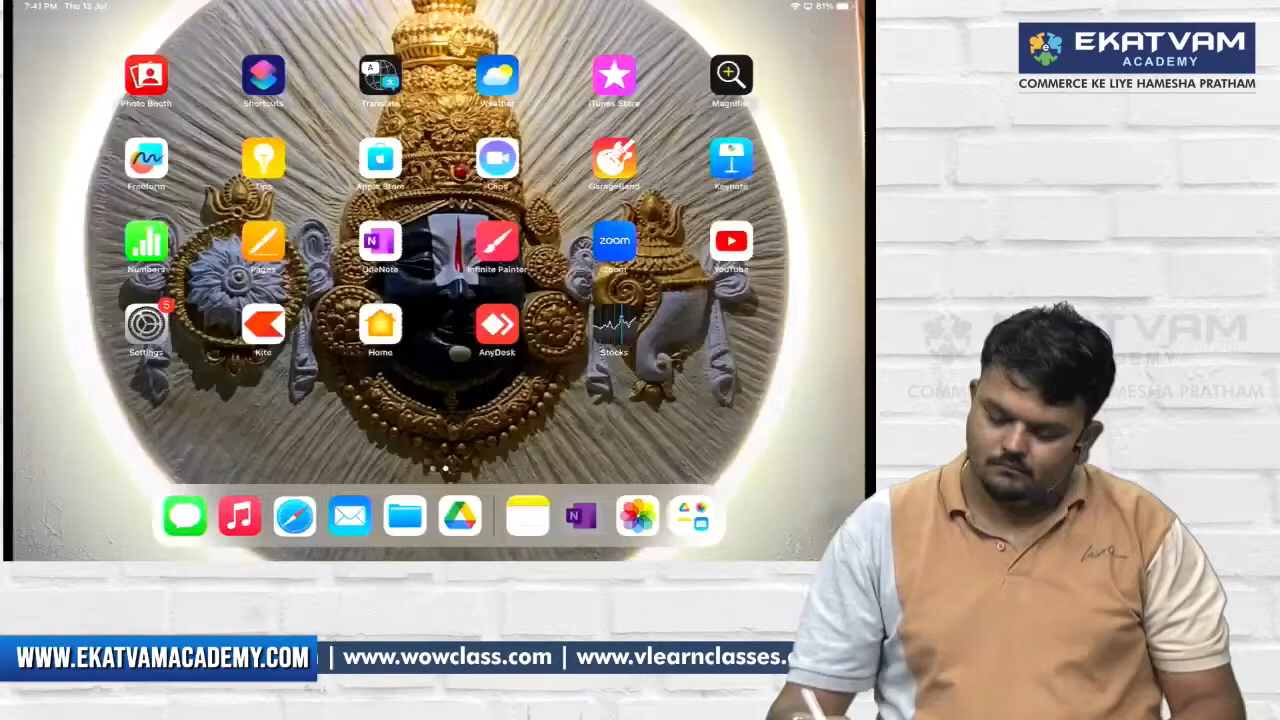 7:41 PM Thu 13 Jul
81%
EKATVAM
ACADEMY
COMMERCE KE LIYE HAMESHA PRATHAM
Photo Booth
Shortcuts
Translate
Weather
iTunes Store
Magnifier
Freeform
Tips
Apple Store
Clips
GarageBand
Keynote
zoom
Numbers
Pages
OneNote
Infinite Painter
Zoom
YouTube
5
Settings
Kite
Home
AnyDesk
Stocks
EKATVAM
WWW.EKATVAMACADEMY.COM | www.wowclass.com | www.vlearnclasses.c